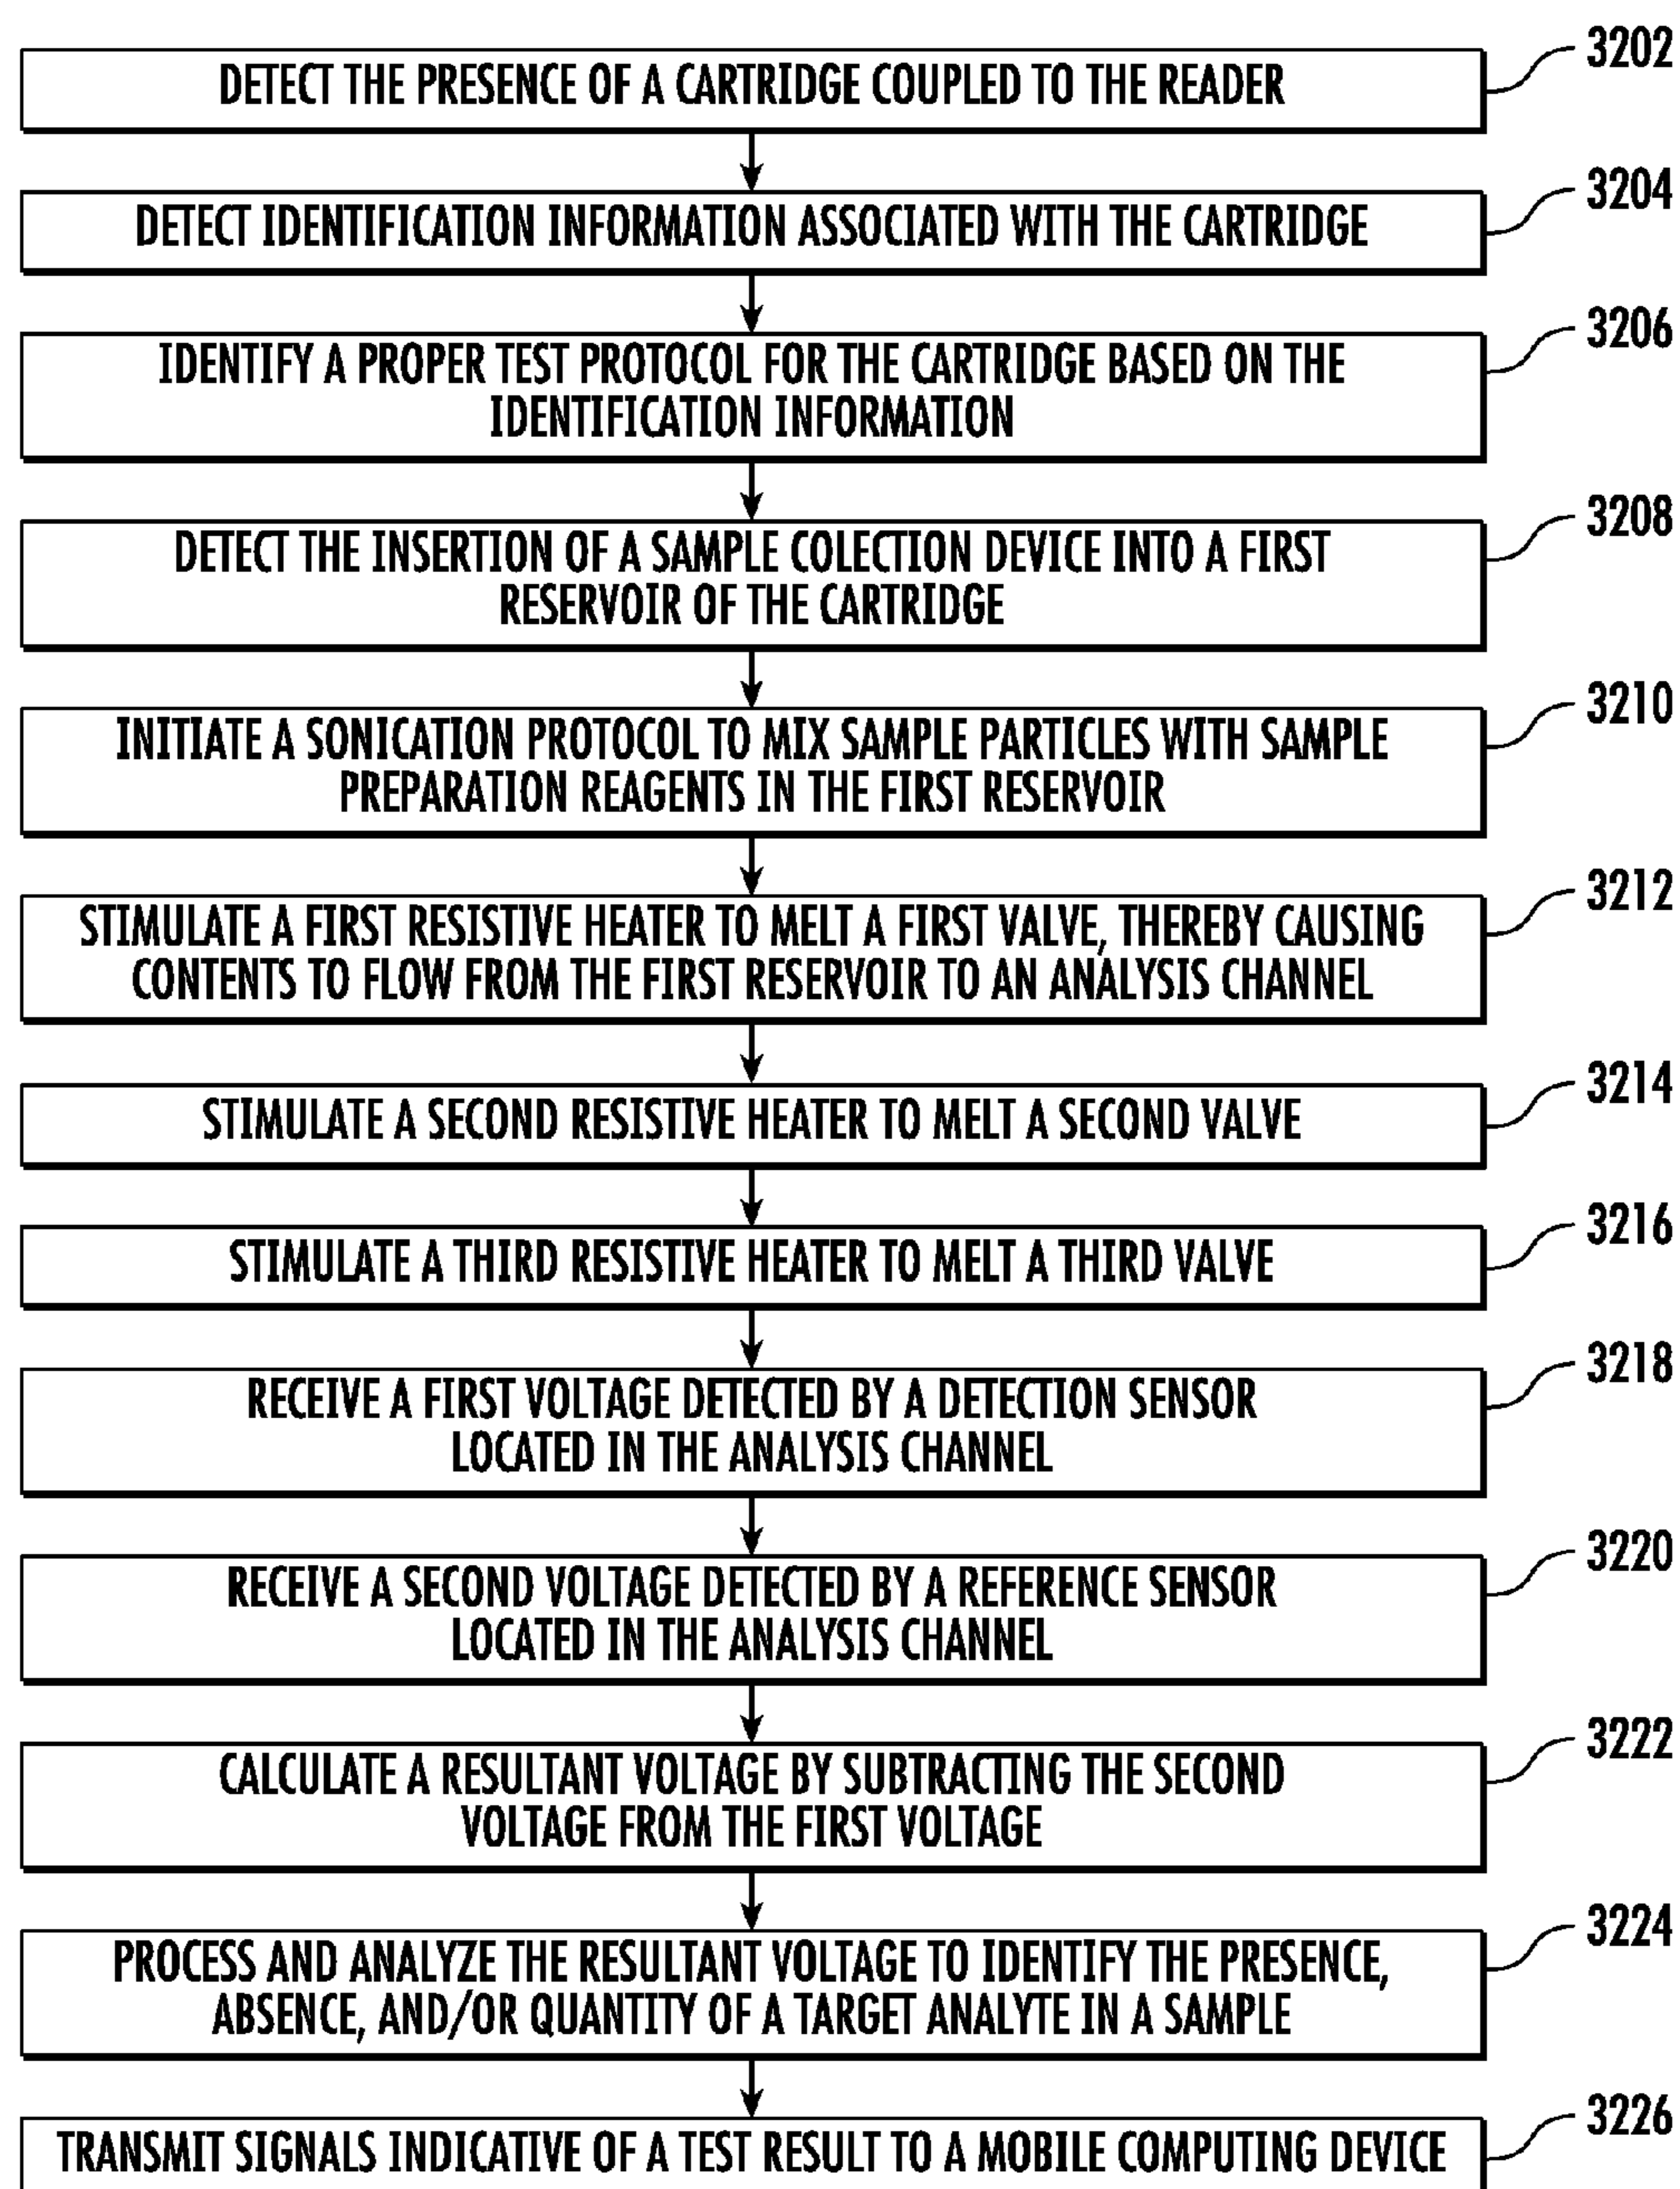 3202
DETECT THE PRESENCE OF A CARTRIDGE COUPLED TO THE READER
3204
DETECT IDENTIFICATION INFORMATION ASSOCIATED WITH THE CARTRIDGE
3206
IDENTIFY A PROPER TEST PROTOCOL FOR THE CARTRIDGE BASED ON THE
IDENTIFICATION INFORMATION
3208
DETECT THE INSERTION OF A SAMPLE COLECTION DEVICE INTO A FIRST
RESERVOIR OF THE CARTRIDGE
3210
INITIATE A SONICATION PROTOCOL TO MIX SAMPLE PARTICLES WITH SAMPLE
PREPARATION REAGENTS IN THE FIRST RESERVOIR
3212
STIMULATE A FIRST RESISTIVE HEATER TO MELT A FIRST VALVE, THEREBY CAUSING
CONTENTS TO FLOW FROM THE FIRST RESERVOIR TO AN ANALYSIS CHANNEL
3214
STIMULATE A SECOND RESISTIVE HEATER TO MELT A SECOND VALVE
3216
STIMULATE A THIRD RESISTIVE HEATER TO MELT A THIRD VALVE
3218
RECEIVE A FIRST VOLTAGE DETECTED BY A DETECTION SENSOR
LOCATED IN THE ANALYSIS CHANNEL
3220
RECEIVE A SECOND VOLTAGE DETECTED BY A REFERENCE SENSOR
LOCATED IN THE ANALYSIS CHANNEL
3222
CALCULATE A RESULTANT VOLTAGE BY SUBTRACTING THE SECOND
VOLTAGE FROM THE FIRST VOLTAGE
3224
PROCESS AND ANALYZE THE RESULTANT VOLTAGE TO IDENTIFY THE PRESENCE,
ABSENCE, AND/OR QUANTITY OF A TARGET ANALYTE IN A SAMPLE
3226
TRANSMIT SIGNALS INDICATIVE OF A TEST RESULT TO A MOBILE COMPUTING DEVICE